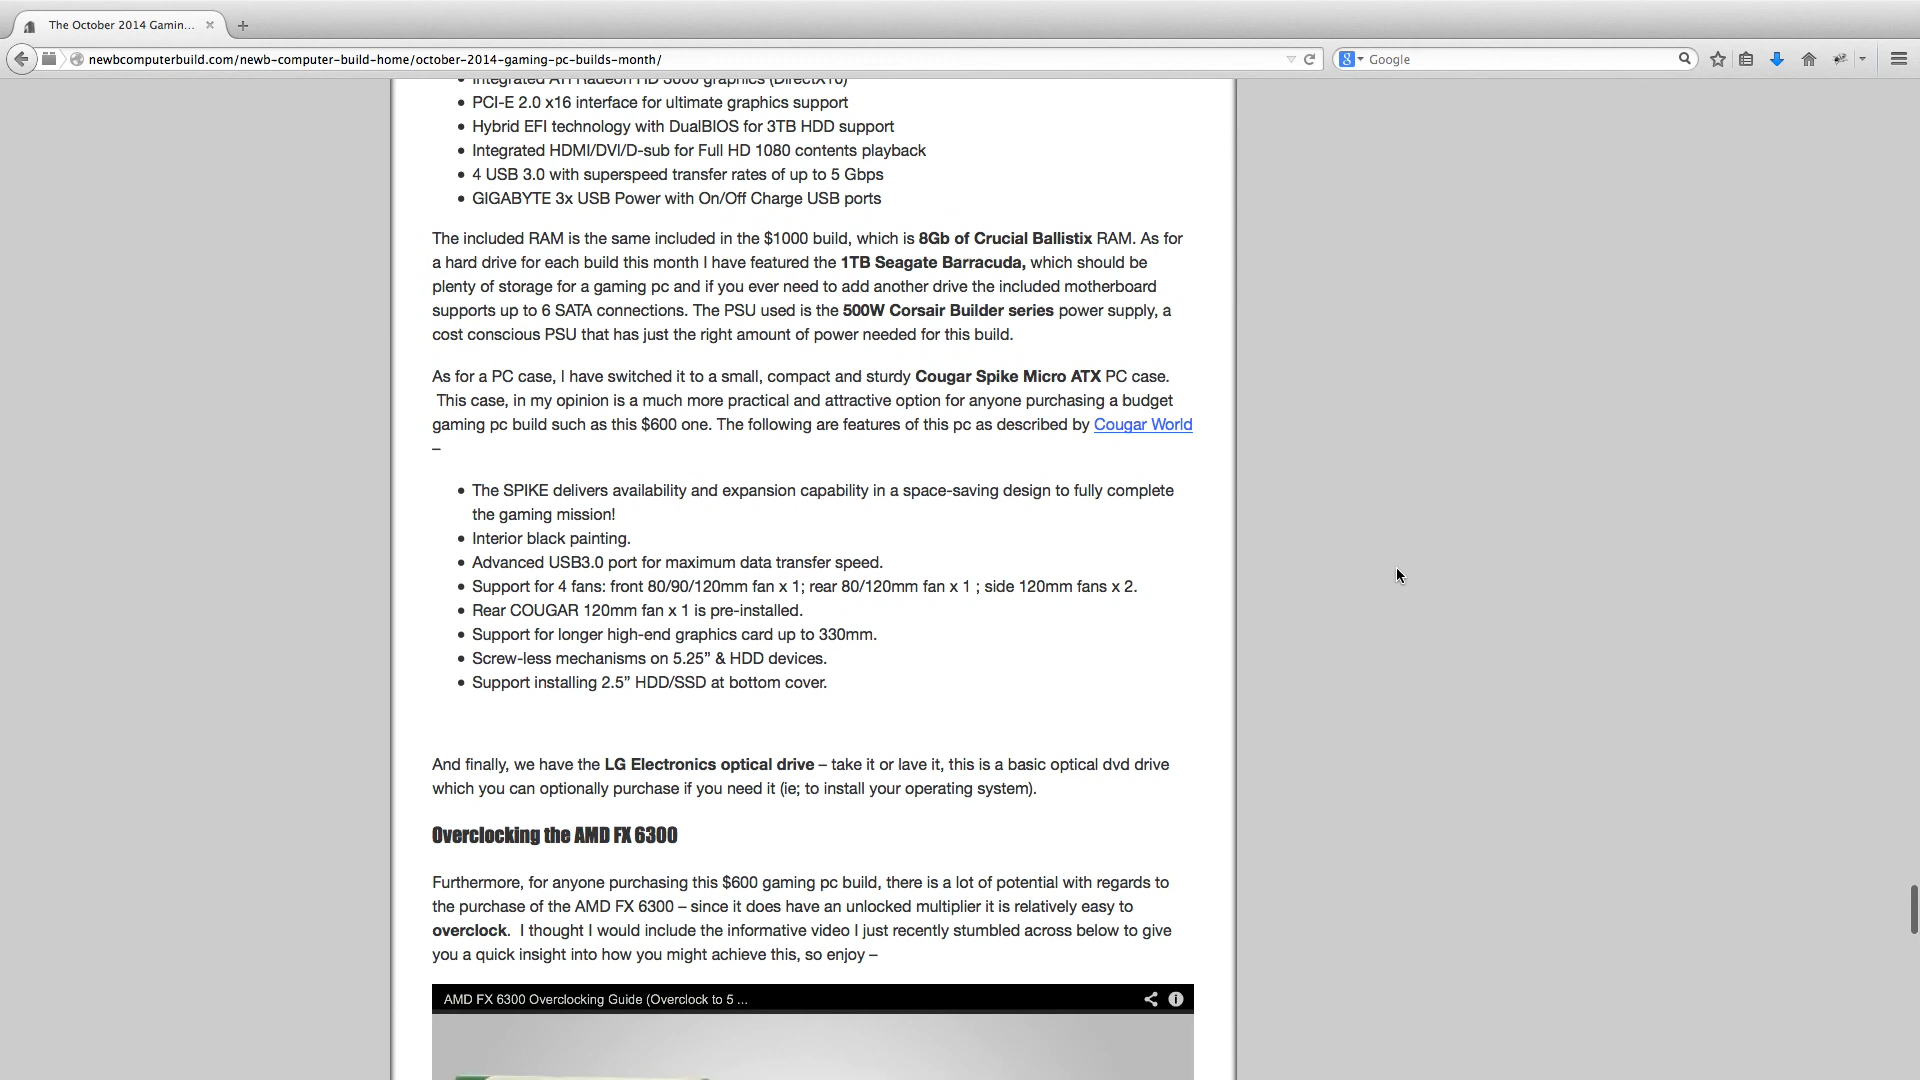 The October 2014 Gamin...
newbcomputerbuild.com/newb-computer-build-home/october-2014-gaming-pc-builds-month/
Google
Integrated ATI Radeon HD 3000 graphics (DirectX10)
• PCI-E 2.0 x16 interface for ultimate graphics support
• Hybrid EFI technology with DualBIOS for 3TB HDD support
• Integrated HDMI/DVI/D-sub for Full HD 1080 contents playback
• 4 USB 3.0 with superspeed transfer rates of up to 5 Gbps
• GIGABYTE 3x USB Power with On/Off Charge USB ports
The included RAM is the same included in the $1000 build, which is 8Gb of Crucial Ballistix RAM. As for
a hard drive for each build this month I have featured the 1TB Seagate Barracuda, which should be
plenty of storage for a gaming pc and if you ever need to add another drive the included motherboard
supports up to 6 SATA connections. The PSU used is the 500W Corsair Builder series power supply, a
cost conscious PSU that has just the right amount of power needed for this build.
As for a PC case, I have switched it to a small, compact and sturdy Cougar Spike Micro ATX PC case.
This case, in my opinion is a much more practical and attractive option for anyone purchasing a budget
gaming pc build such as this $600 one. The following are features of this pc as described by Cougar World
–
• The SPIKE delivers availability and expansion capability in a space-saving design to fully complete
the gaming mission!
• Interior black painting.
• Advanced USB3.0 port for maximum data transfer speed.
• Support for 4 fans: front 80/90/120mm fan x 1; rear 80/120mm fan x 1 ; side 120mm fans x 2.
• Rear COUGAR 120mm fan x 1 is pre-installed.
• Support for longer high-end graphics card up to 330mm.
• Screw-less mechanisms on 5.25” & HDD devices.
• Support installing 2.5” HDD/SSD at bottom cover.
And finally, we have the LG Electronics optical drive – take it or lave it, this is a basic optical dvd drive
which you can optionally purchase if you need it (ie; to install your operating system).
Overclocking the AMD FX 6300
Furthermore, for anyone purchasing this $600 gaming pc build, there is a lot of potential with regards to
the purchase of the AMD FX 6300 – since it does have an unlocked multiplier it is relatively easy to
overclock. I thought I would include the informative video I just recently stumbled across below to give
you a quick insight into how you might achieve this, so enjoy –
AMD FX 6300 Overclocking Guide (Overclock to 5 ...